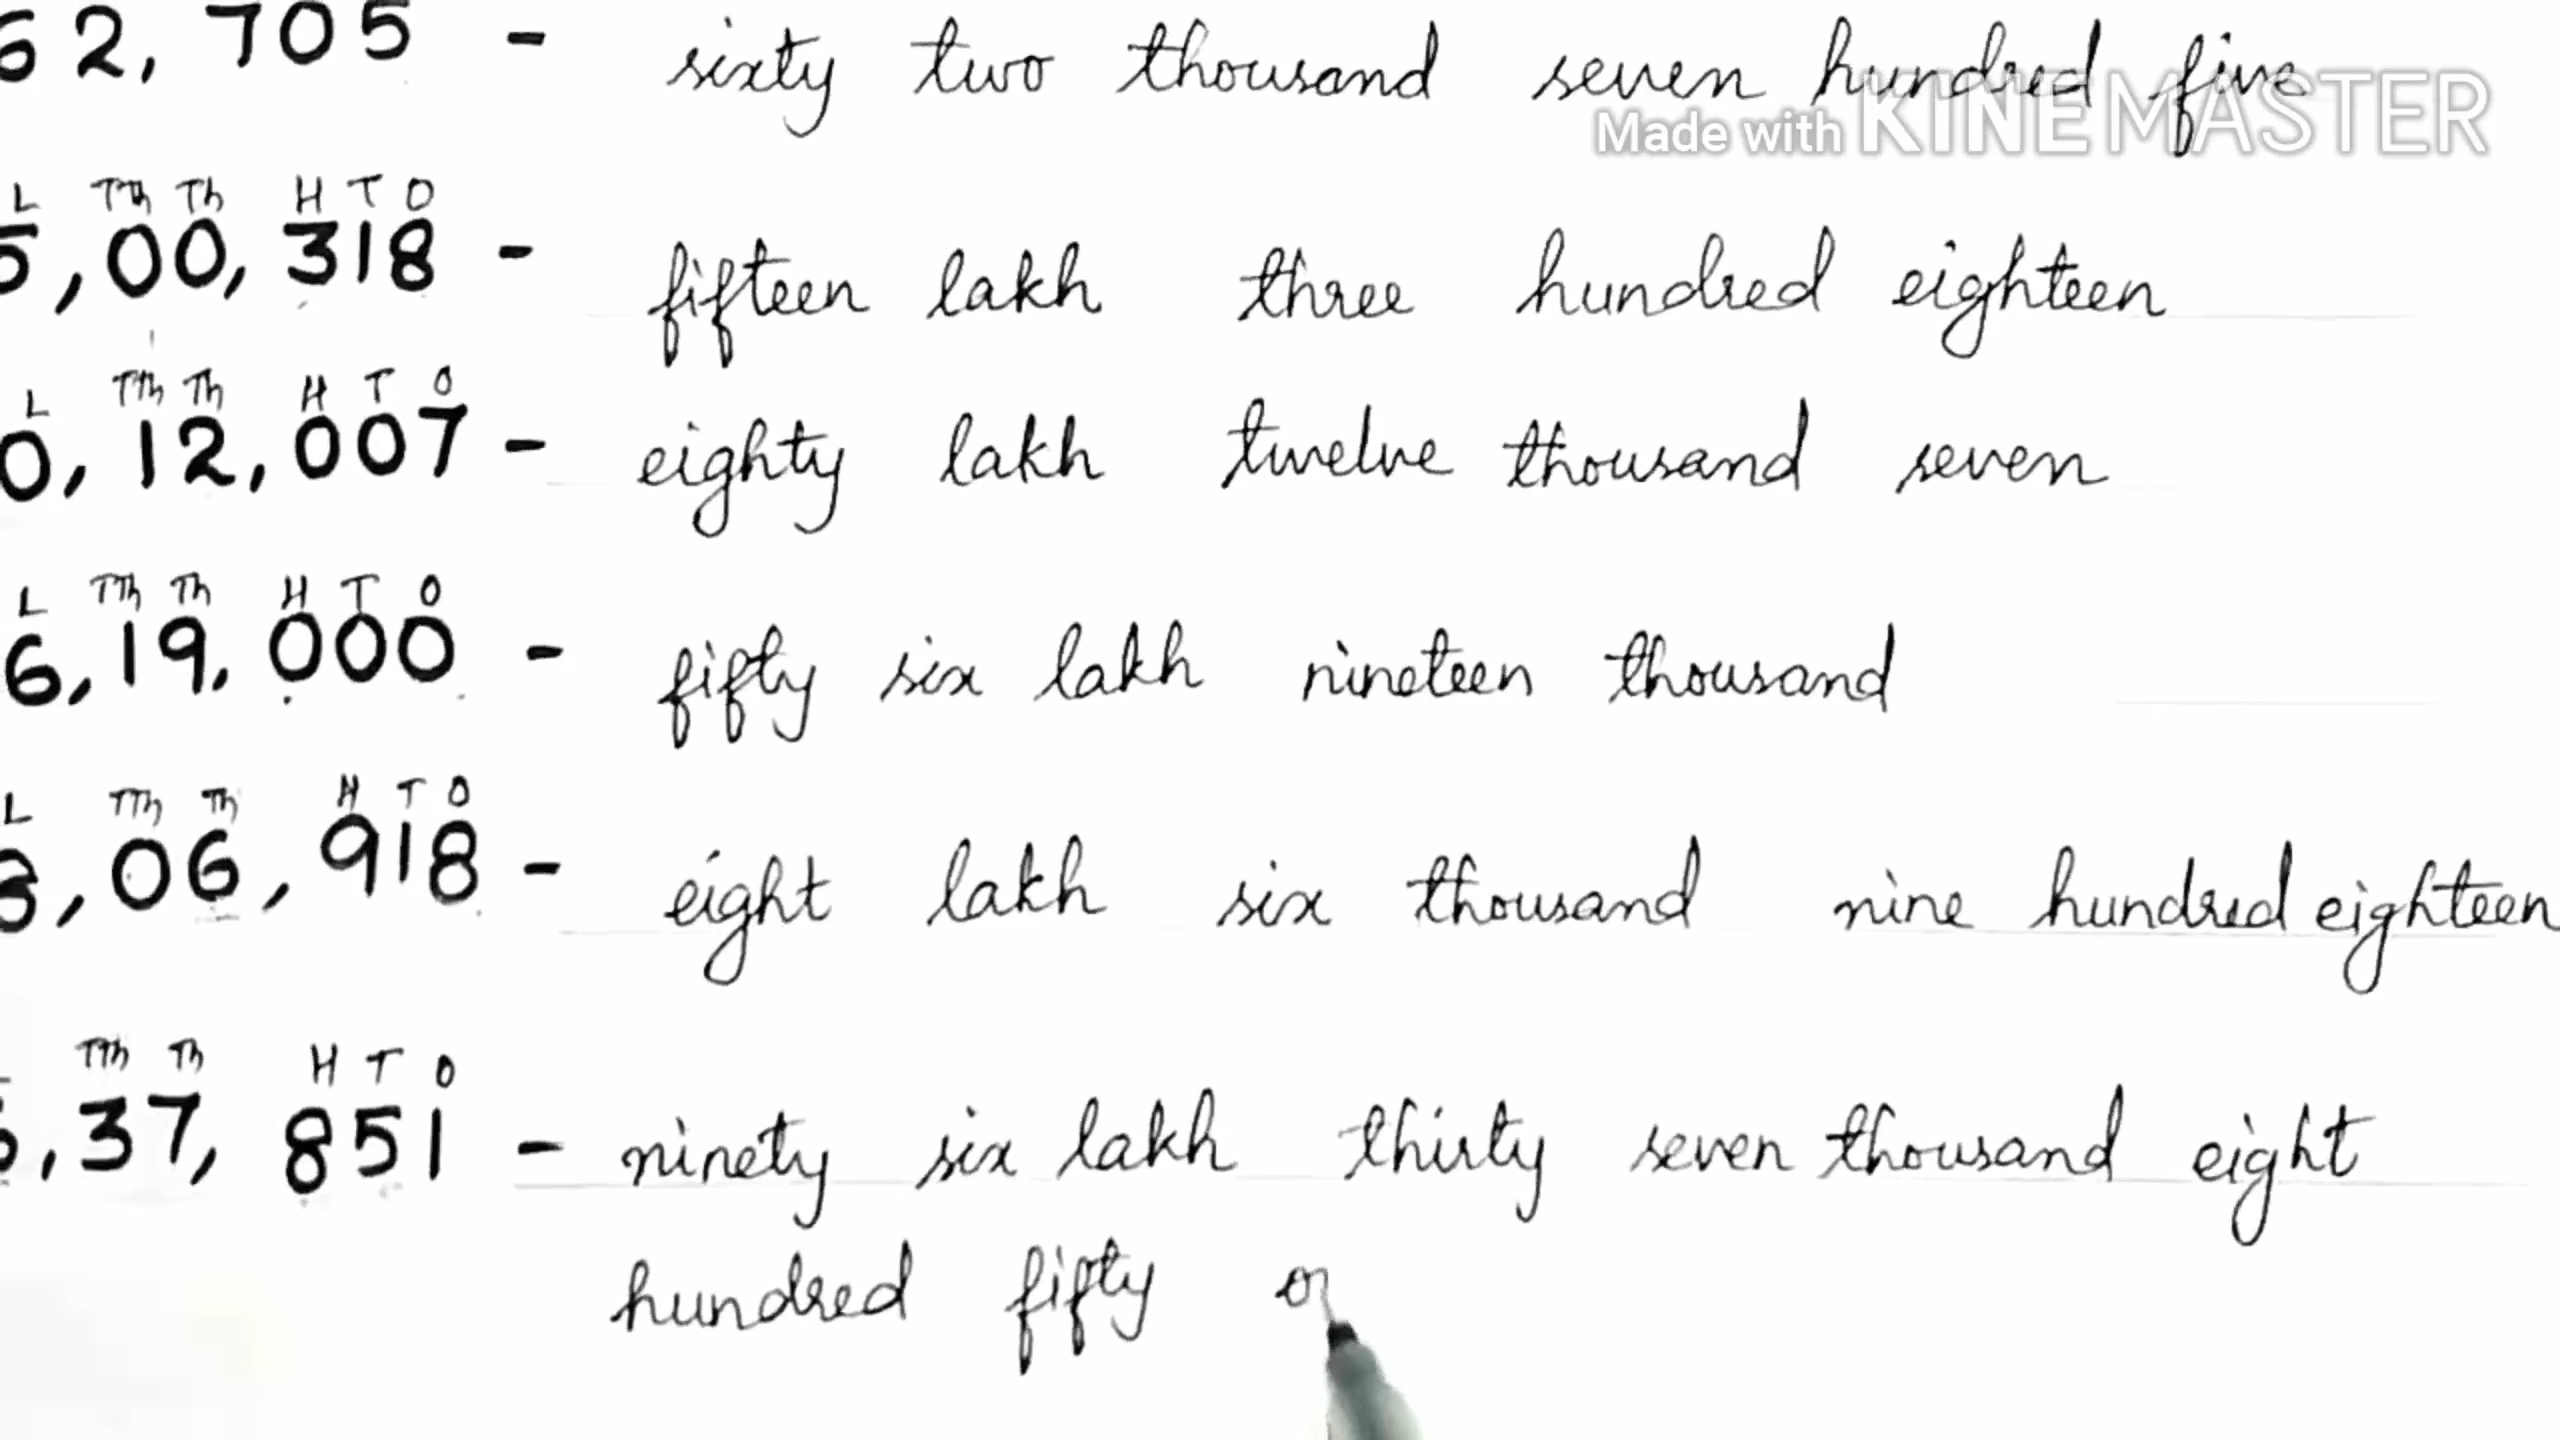 62,705 - sixty two thousand seven hundred five
Made with KINEMASTER
L TTh Th H T O
5,00,318 - fifteen lakh three hundred eighteen
L TTh Th H T O
0,12,007 - eighty lakh twelve thousand seven
L TTh Th H T O
6,19,000 - fifty six lakh nineteen thousand
L TTh Th H T O
8,06,918 - eight lakh six thousand nine hundred eighteen
TTh Th H T O
,37,851 - ninety six lakh thirty seven thousand eight
hundred fifty